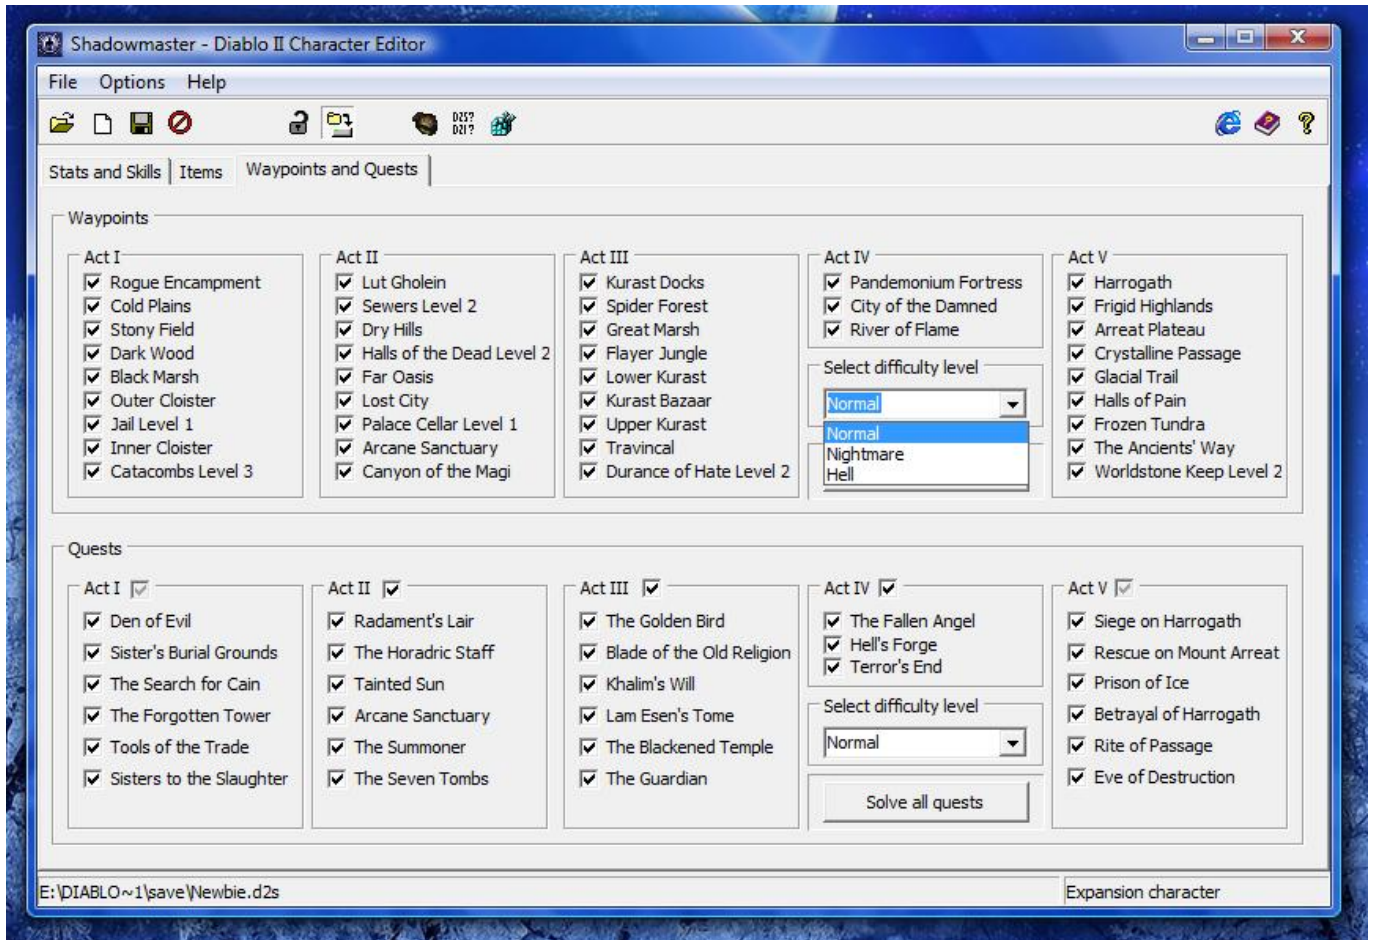 Shadowmaster - Diablo II Character Editor
File Options Help
D2S?
D2I?
Stats and Skills Items Waypoints and Quests
Waypoints
Act I
Rogue Encampment
Cold Plains
Stony Field
Dark Wood
Black Marsh
Outer Cloister
Jail Level 1
Inner Cloister
Catacombs Level 3
Act II
Lut Gholein
Sewers Level 2
Dry Hills
Halls of the Dead Level 2
Far Oasis
Lost City
Palace Cellar Level 1
Arcane Sanctuary
Canyon of the Magi
Act III
Kurast Docks
Spider Forest
Great Marsh
Flayer Jungle
Lower Kurast
Kurast Bazaar
Upper Kurast
Travincal
Durance of Hate Level 2
Act IV
Pandemonium Fortress
City of the Damned
River of Flame
Select difficulty level
Normal
Normal
Nightmare
Hell
Act V
Harrogath
Frigid Highlands
Arreat Plateau
Crystalline Passage
Glacial Trail
Halls of Pain
Frozen Tundra
The Ancients' Way
Worldstone Keep Level 2
Quests
Act I
Den of Evil
Sister's Burial Grounds
The Search for Cain
The Forgotten Tower
Tools of the Trade
Sisters to the Slaughter
Act II
Radament's Lair
The Horadric Staff
Tainted Sun
Arcane Sanctuary
The Summoner
The Seven Tombs
Act III
The Golden Bird
Blade of the Old Religion
Khalim's Will
Lam Esen's Tome
The Blackened Temple
The Guardian
Act IV
The Fallen Angel
Hell's Forge
Terror's End
Select difficulty level
Normal
Solve all quests
Act V
Siege on Harrogath
Rescue on Mount Arreat
Prison of Ice
Betrayal of Harrogath
Rite of Passage
Eve of Destruction
E:\DIABLO~1\save\Newbie.d2s
Expansion character